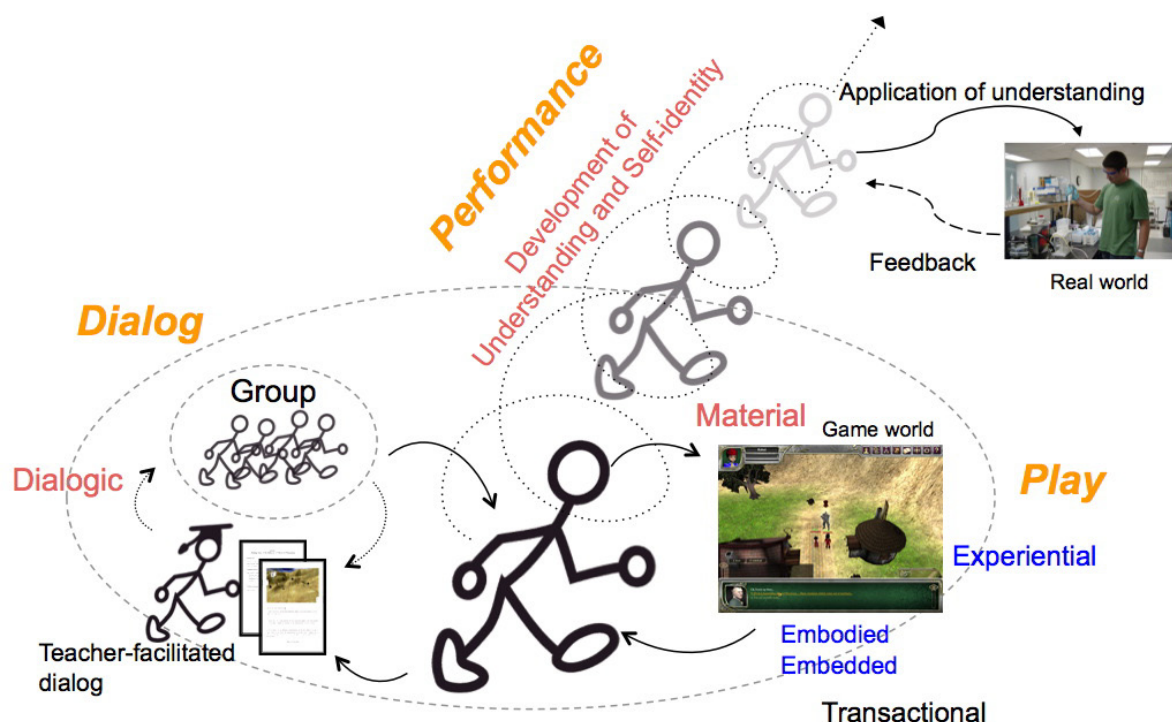 Performance
Development of
Understanding and Self-identity
Application of understanding
Feedback
Real world
Dialog
Group
Dialogic
Teacher-facilitated
dialog
Material
Game world
Play
Experiential
Embodied
Embedded
Transactional